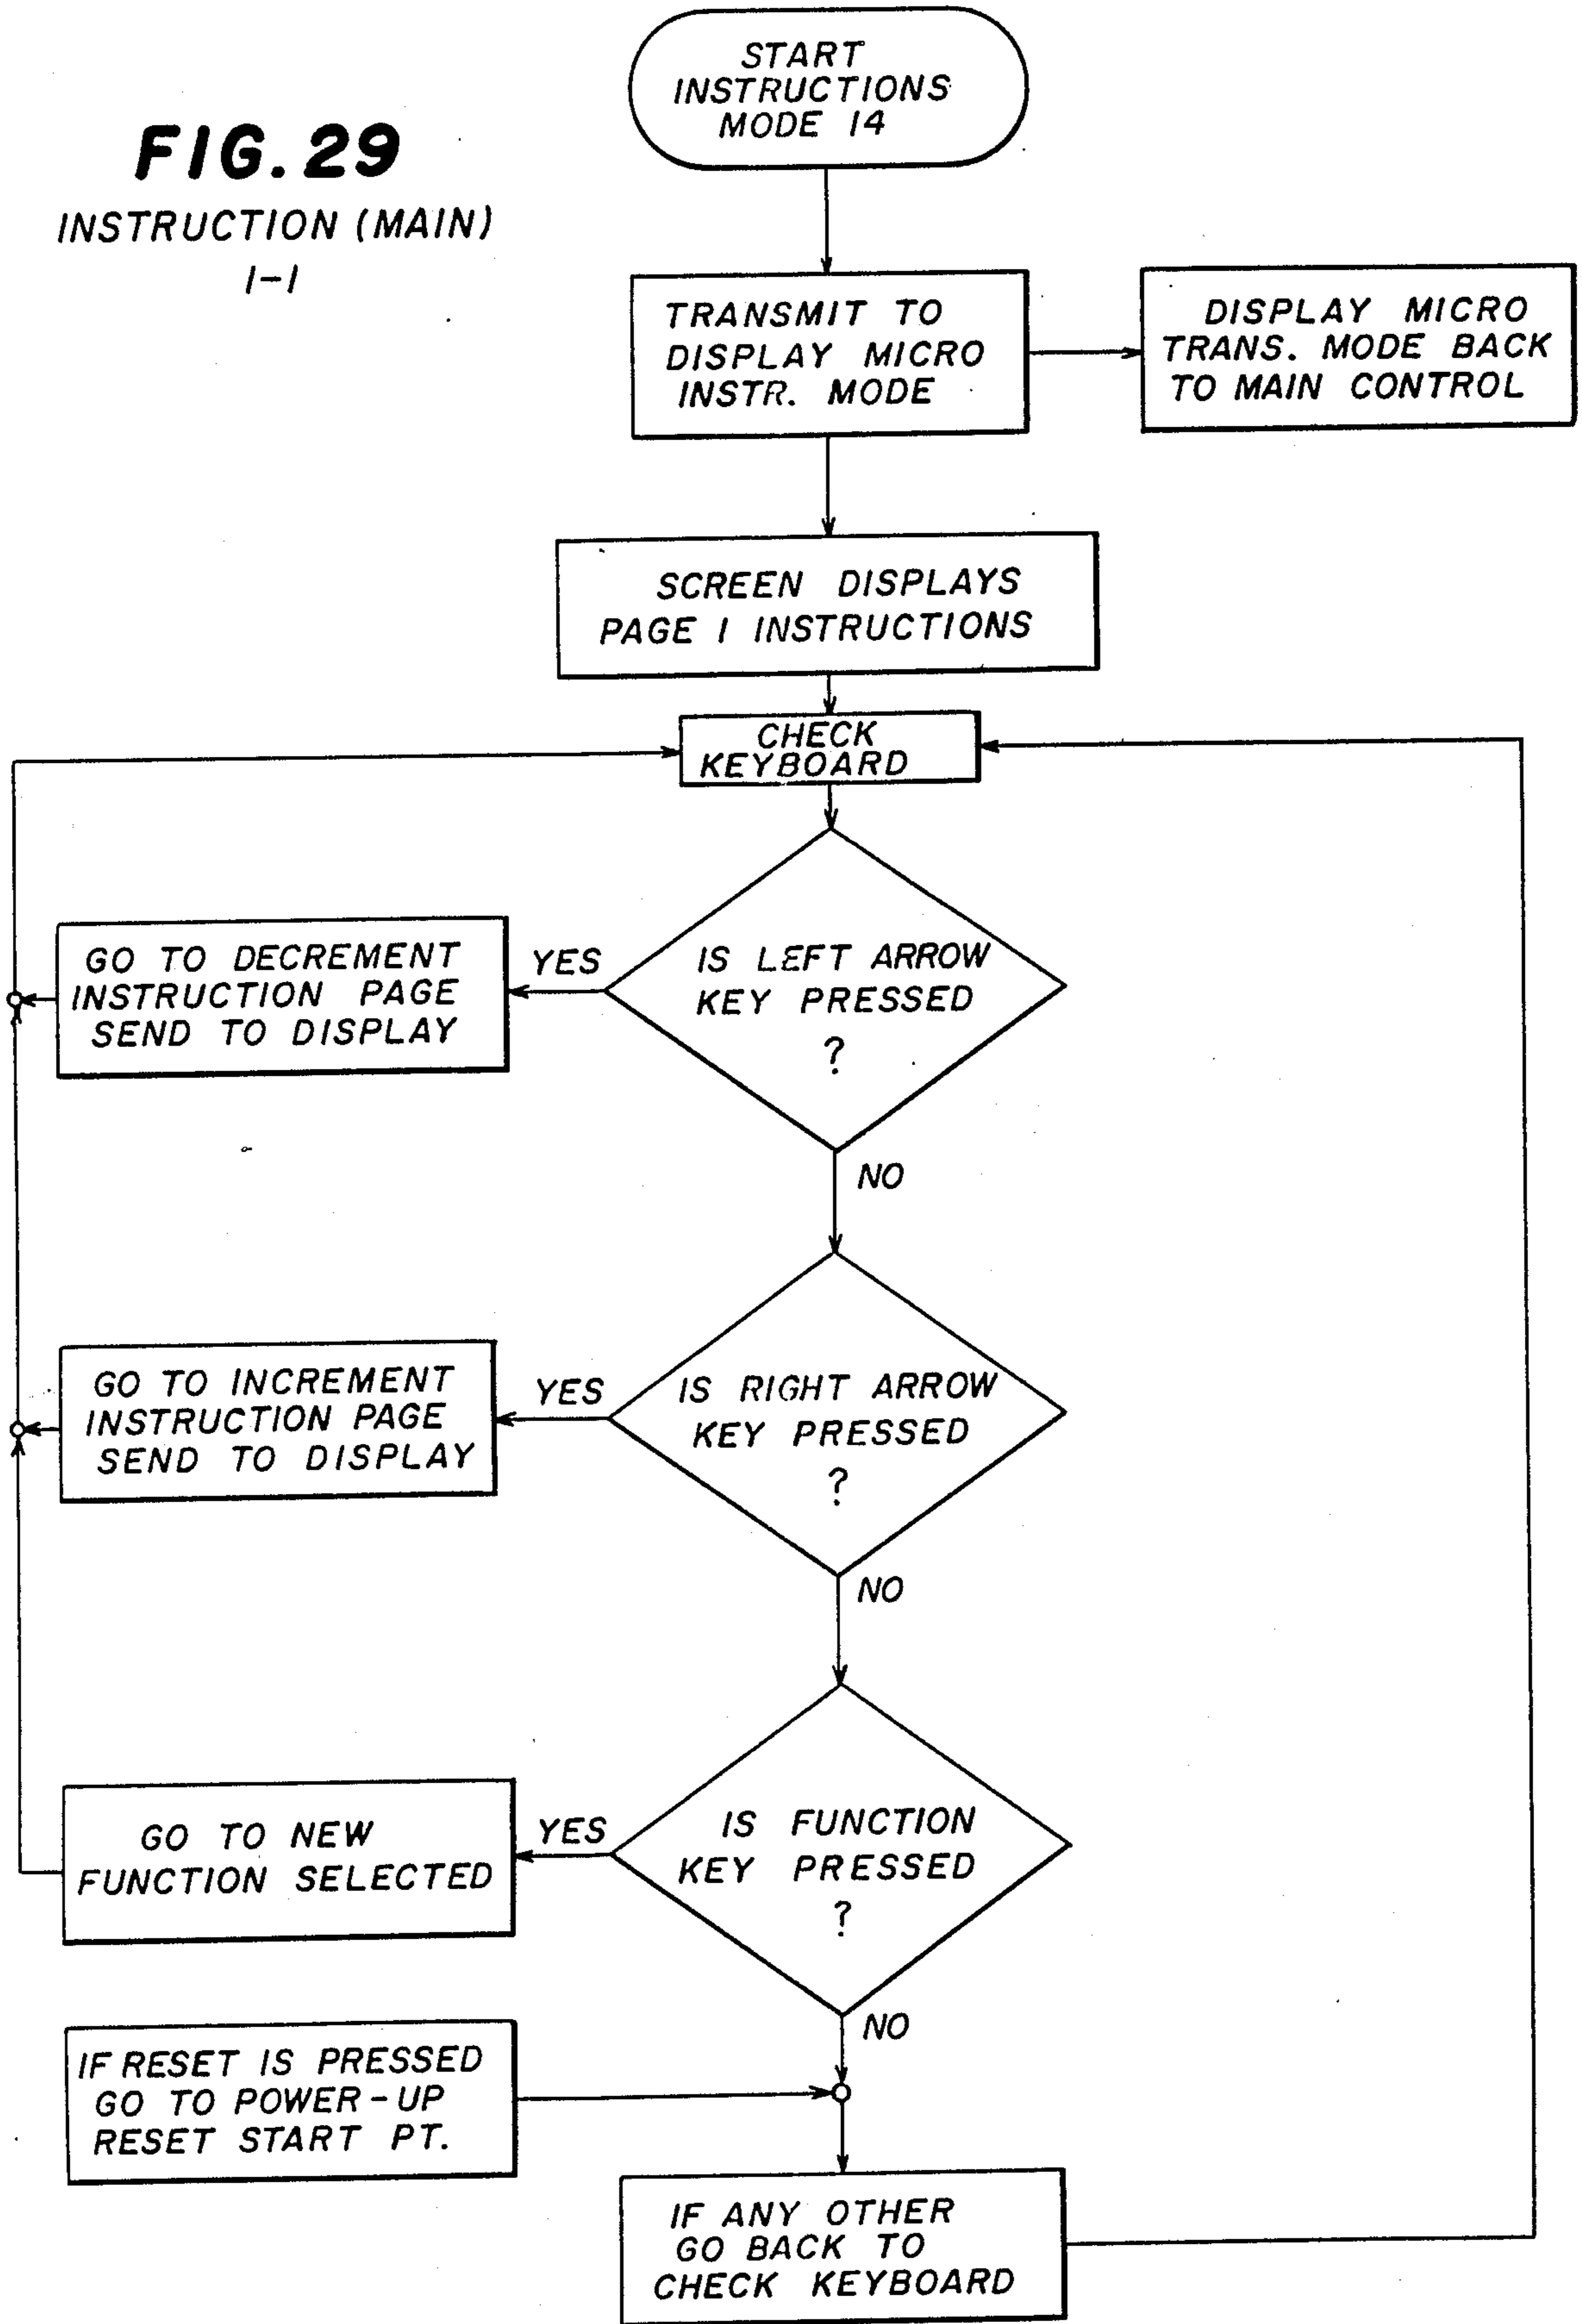 START
INSTRUCTIONS
MODE 14
FIG. 29
INSTRUCTION (MAIN)
1-1
TRANSMIT TO
DISPLAY MICRO
INSTR. MODE
DISPLAY MICRO
TRANS. MODE BACK
TO MAIN CONTROL
SCREEN DISPLAYS
PAGE 1 INSTRUCTIONS
CHECK
KEYBOARD
IS LEFT ARROW
KEY PRESSED
?
YES
GO TO DECREMENT
INSTRUCTION PAGE
SEND TO DISPLAY
NO
IS RIGHT ARROW
KEY PRESSED
?
YES
GO TO INCREMENT
INSTRUCTION PAGE
SEND TO DISPLAY
NO
IS FUNCTION
KEY PRESSED
?
YES
GO TO NEW
FUNCTION SELECTED
NO
IF RESET IS PRESSED
GO TO POWER-UP
RESET START PT.
IF ANY OTHER
GO BACK TO
CHECK KEYBOARD